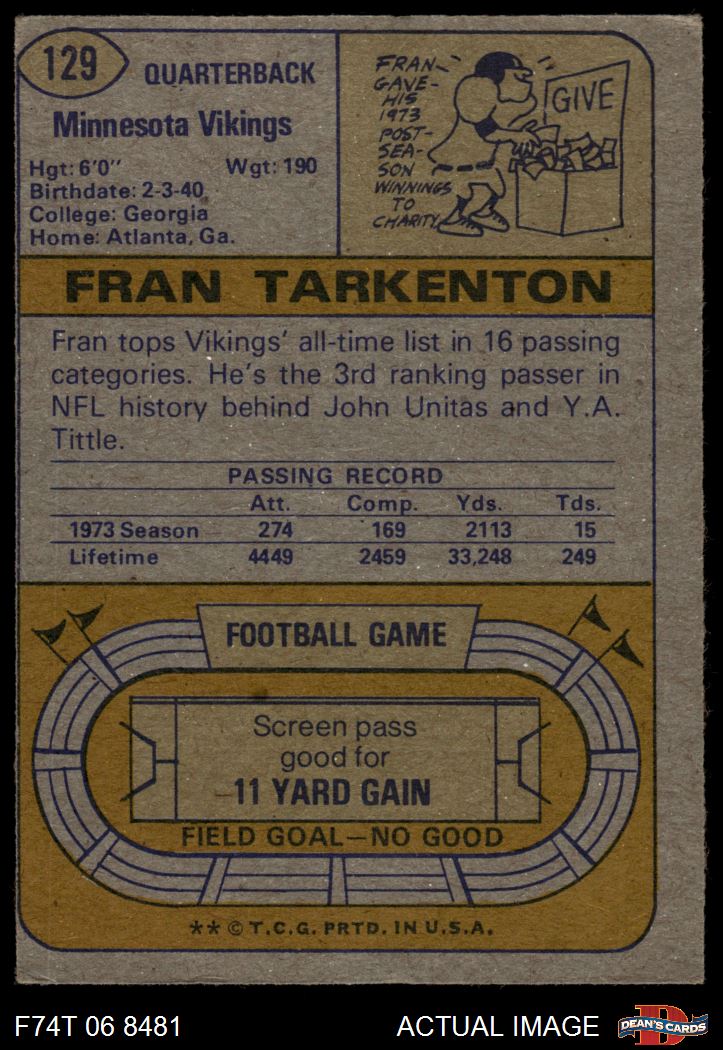 129
QUARTERBACK
Minnesota Vikings
Hgt: 6'0" Wgt: 190
Birthdate: 2-3-40
College: Georgia
Home: Atlanta, Ga.
FRAN
GAVE
HIS
1973
POST-
SEA-
SON
WINNINGS
TO
CHARITY
GIVE
FRAN TARKENTON
Fran tops Vikings' all-time list in 16 passing
categories. He's the 3rd ranking passer in
NFL history behind John Unitas and Y.A.
Tittle.
PASSING RECORD
Att. Comp. Yds. Tds.
1973 Season 274 169 2113 15
Lifetime 4449 2459 33,248 249
FOOTBALL GAME
Screen pass
good for
11 YARD GAIN
FIELD GOAL—NO GOOD
** © T.C.G. PRTD. IN U.S.A.
F74T 06 8481 ACTUAL IMAGE
D
DEAN'S CARDS